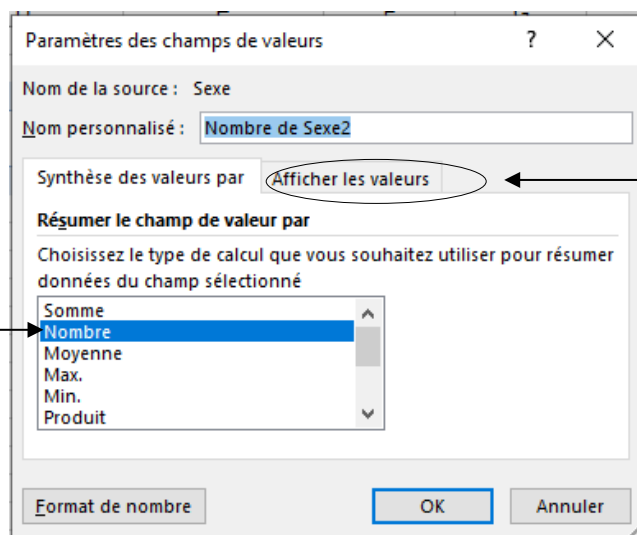 Paramètres des champs de valeurs ?
Nom de la source : Sexe
Nom personnalisé : Nombre de Sexe2
Synthèse des valeurs par Afficher les valeurs
Résumer le champ de valeur par
Choisissez le type de calcul que vous souhaitez utiliser pour résumer
données du champ sélectionné
Somme
Nombre
Moyenne
Max.
Min.
Produit
Format de nombre OK Annuler